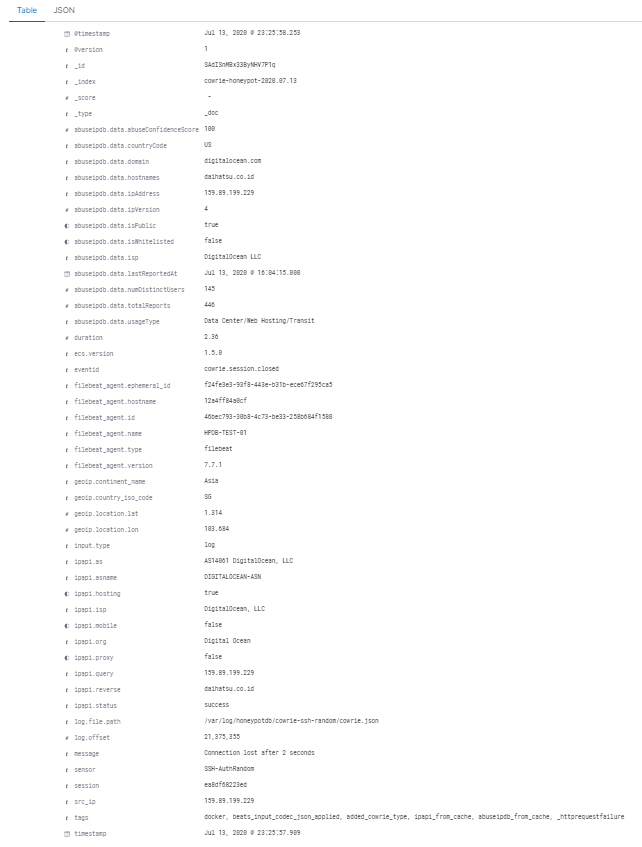 Table JSON
@timestamp Jul 13, 2020 @ 23:25:58.253
@version 1
_id SAdISnMBx33ByNHV7P1q
_index cowrie-honeypot-2020.07.13
# _score -
_type _doc
# abuseipdb.data.abuseConfidenceScore 100
abuseipdb.data.countryCode US
abuseipdb.data.domain digitalocean.com
abuseipdb.data.hostnames daihatsu.co.id
abuseipdb.data.ipAddress 159.89.199.229
# abuseipdb.data.ipVersion 4
abuseipdb.data.isPublic true
abuseipdb.data.isWhitelisted false
t abuseipdb.data.isp DigitalOcean LLC
abuseipdb.data.lastReportedAt Jul 13, 2020 @ 16:04:15.000
# abuseipdb.data.numDistinctUsers 145
# abuseipdb.data.totalReports 446
t abuseipdb.data.usageType Data Center/Web Hosting/Transit
# duration 2.36
t ecs.version 1.5.0
t eventid cowrie.session.closed
t filebeat_agent.ephemeral_id f24fe3e3-93f8-443e-b31b-ece67f295ca5
t filebeat_agent.hostname 12a4ff84a0cf
t filebeat_agent.id 46bec793-30b8-4c73-be33-258b684f1580
t filebeat_agent.name HPDB-TEST-01
t filebeat_agent.type filebeat
t filebeat_agent.version 7.7.1
t geoip.continent_name Asia
t geoip.country_iso_code SG
# geoip.location.lat 1.314
# geoip.location.lon 103.684
t input.type log
t ipapi.as AS14061 DigitalOcean, LLC
t ipapi.asname DIGITALOCEAN-ASN
ipapi.hosting true
t ipapi.isp DigitalOcean, LLC
ipapi.mobile false
t ipapi.org Digital Ocean
ipapi.proxy false
t ipapi.query 159.89.199.229
t ipapi.reverse daihatsu.co.id
t ipapi.status success
t log.file.path /var/log/honeypotdb/cowrie-ssh-random/cowrie.json
# log.offset 21,375,355
t message Connection lost after 2 seconds
t sensor SSH-AuthRandom
t session ea8df68223ed
t src_ip 159.89.199.229
t tags docker, beats_input_codec_json_applied, added_cowrie_type, ipapi_from_cache, abuseipdb_from_cache, _httprequestfailure
timestamp Jul 13, 2020 @ 23:25:57.909